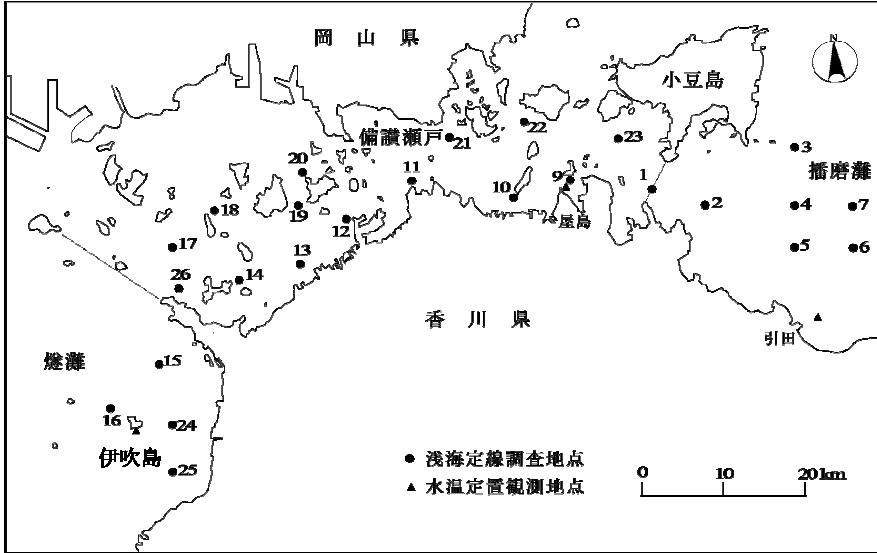 岡山県
N
小豆島
備讃瀬戸
21
22
23
3
播磨灘
20
11
10
9
1
屋島
2
4
7
18
19
12
17
13
5
6
26
14
香川県
引田
燧灘
15
16
24
伊吹島
25
● 浅海定線調査地点
▲ 水温定置観測地点
0 10 20km